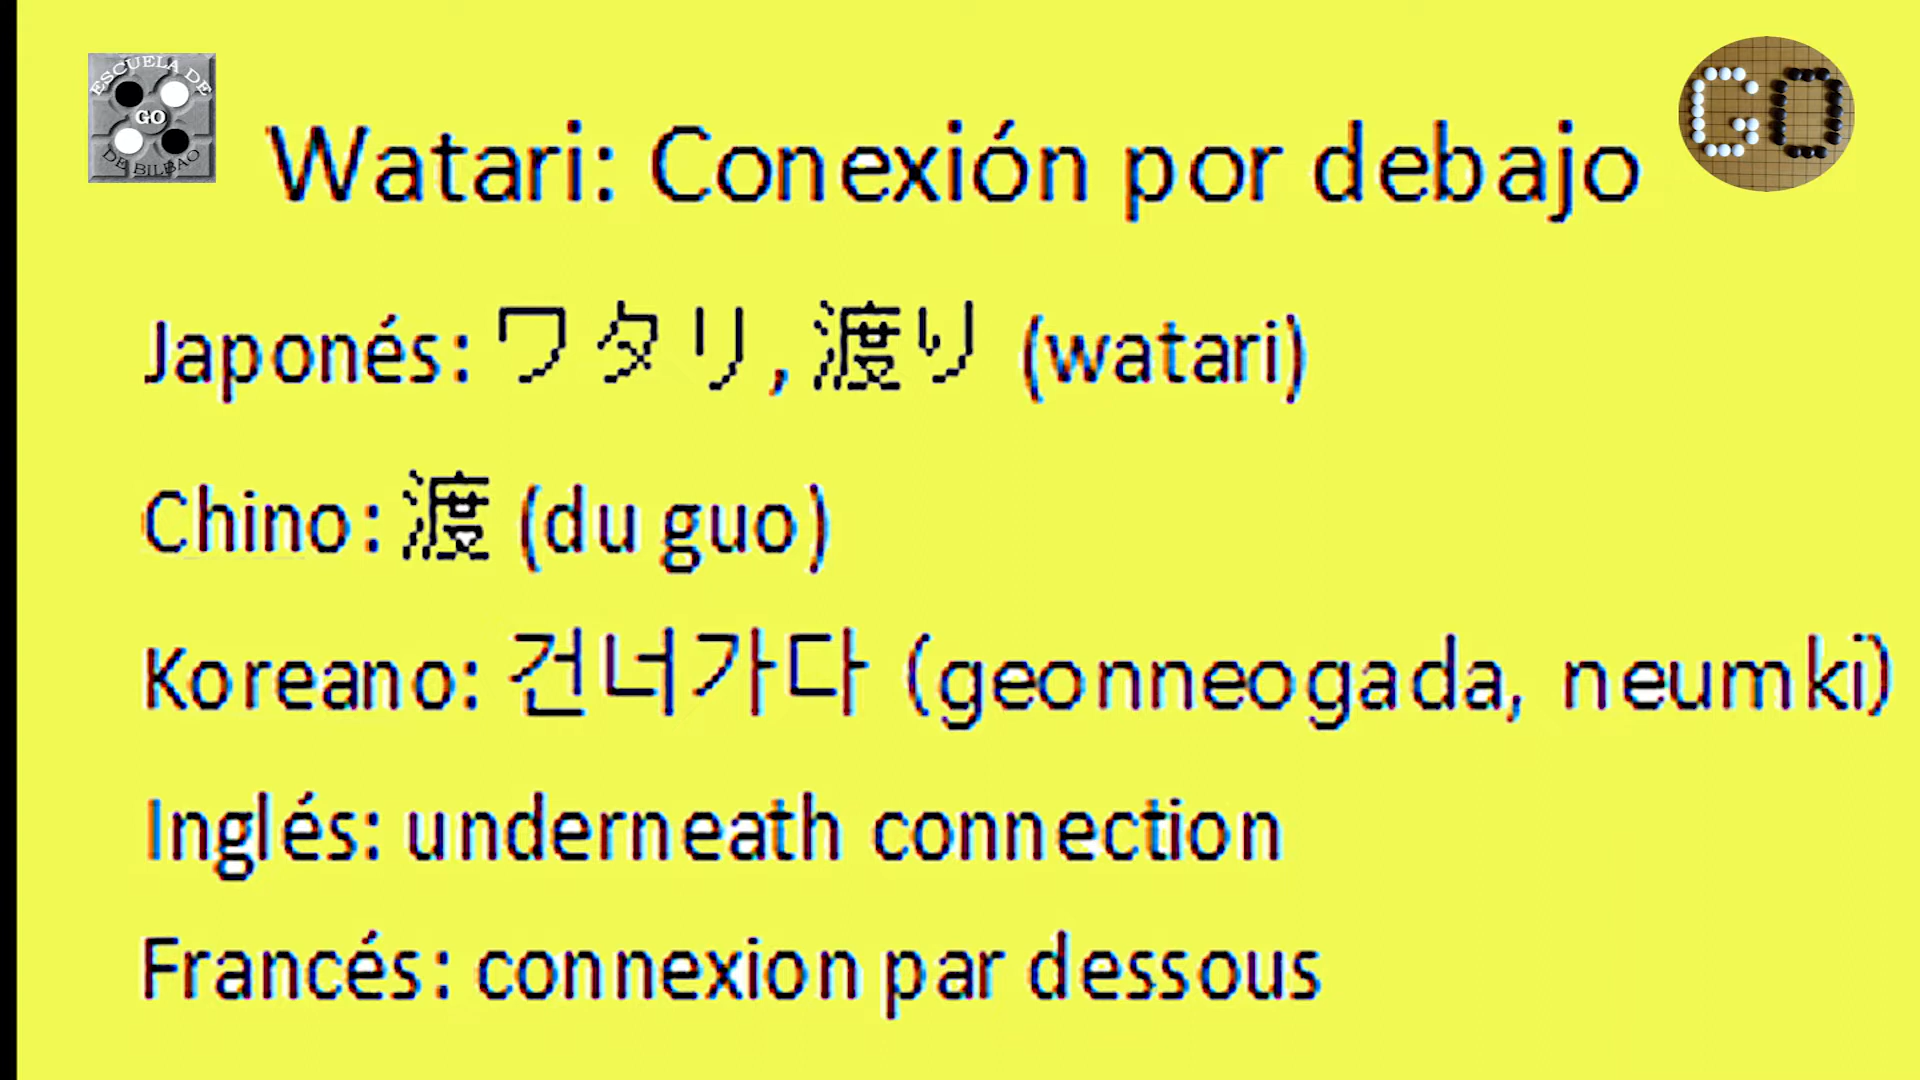 ESCUELA DE
GO
DE BILBAO
GO
Watari: Conexión por debajo
Japonés: ワタリ, 渡り (watari)
Chino: 渡 (du guo)
Koreano: 건너가다 (geonneogada, neumki)
Inglés: underneath connection
Francés: connexion par dessous